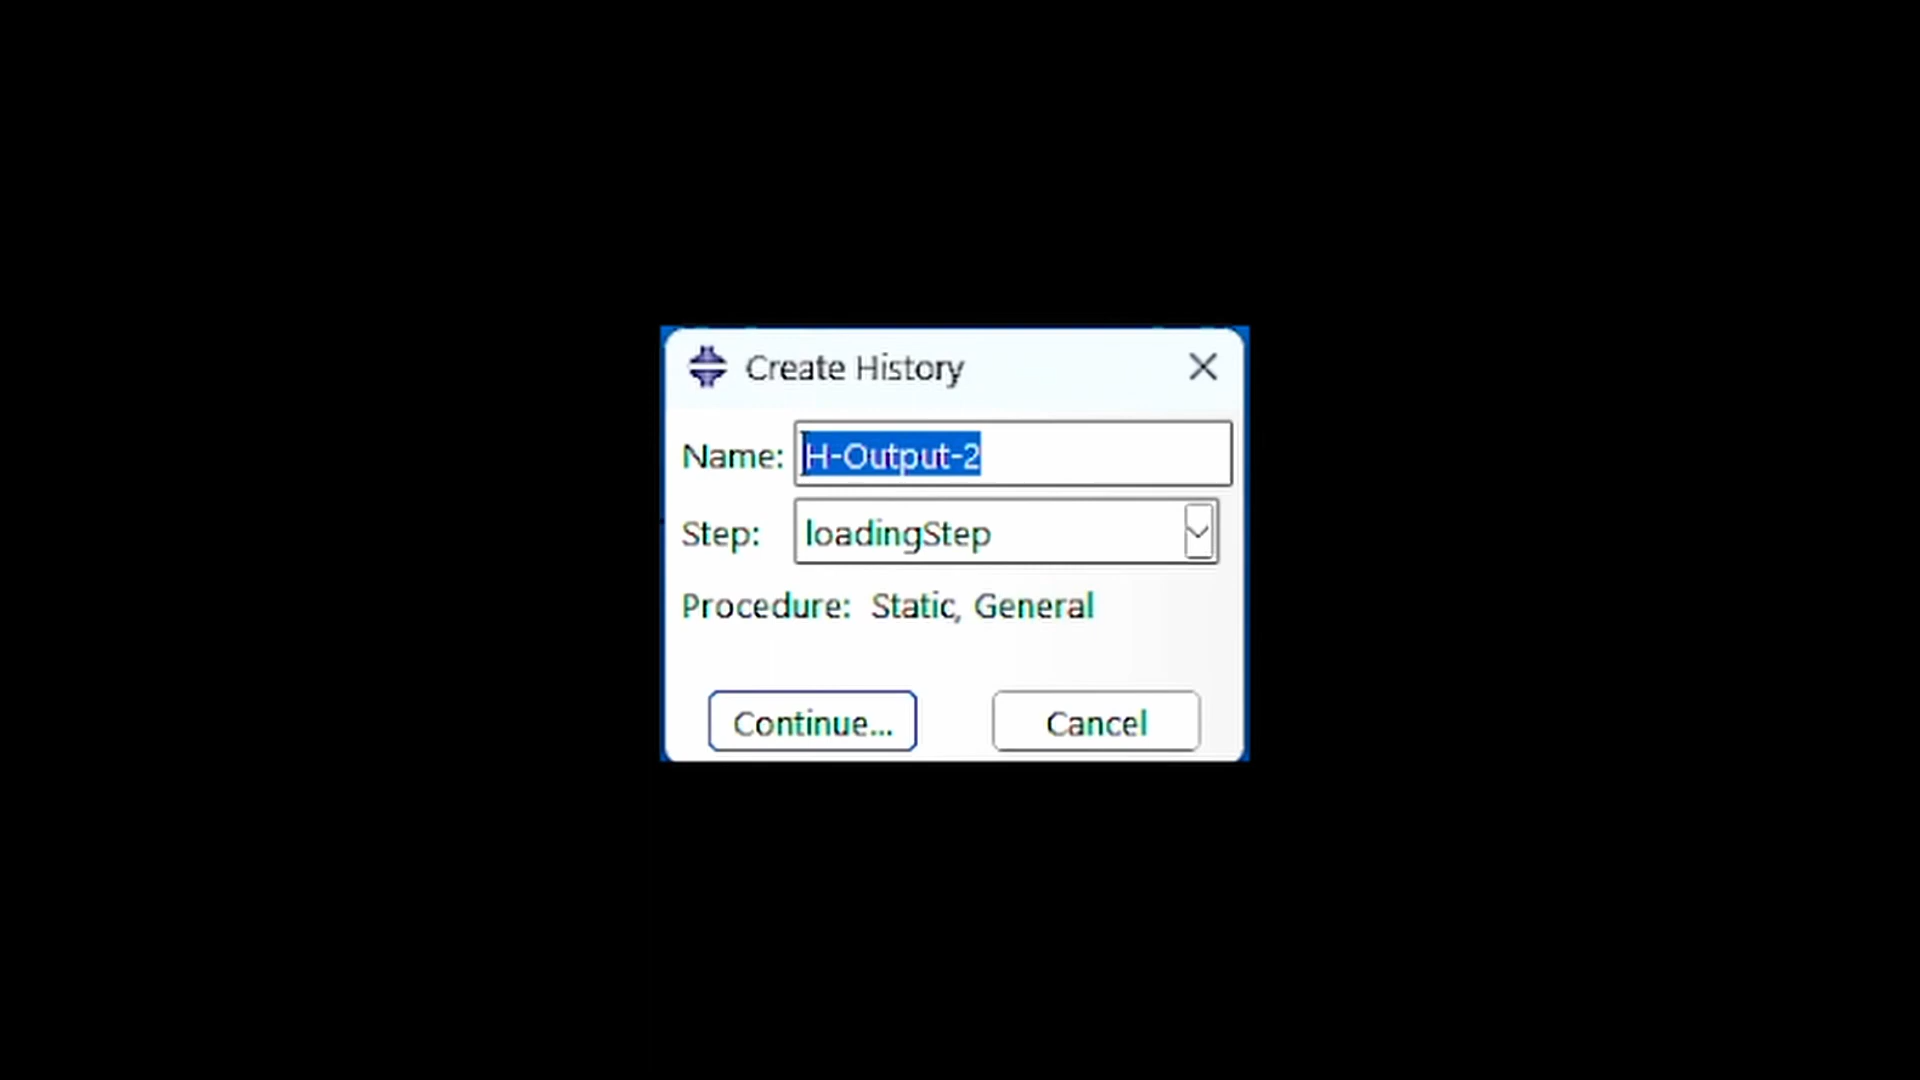 Create History
Name: H-Output-2
Step: loadingStep
Procedure: Static, General
Continue... Cancel